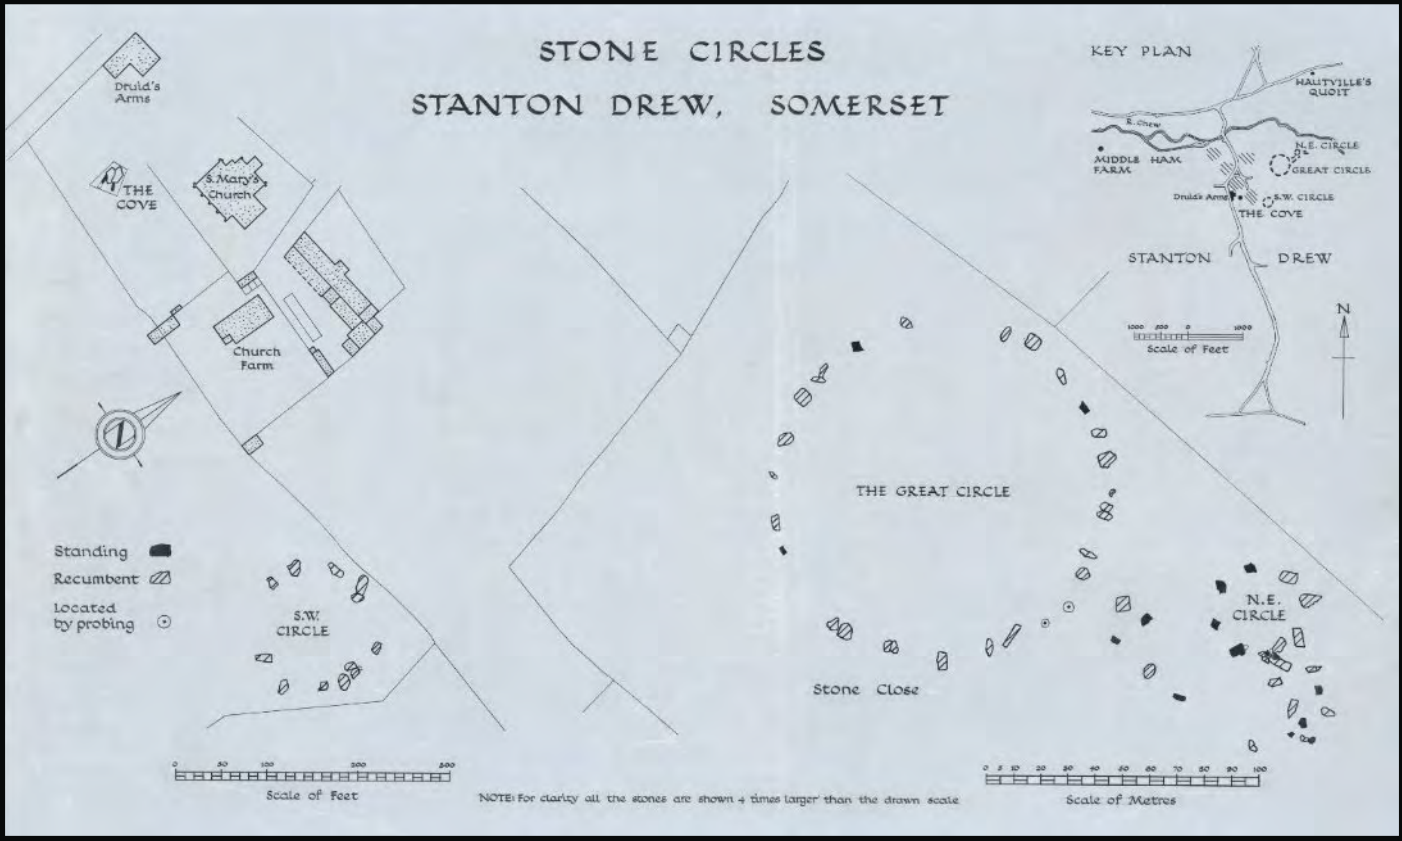 STONE CIRCLES
STANTON DREW, SOMERSET
Druid's
Arms
THE
COVE
S. Mary's
Church
Church
Farm
KEY PLAN
HAUTVILLE'S
QUOIT
R. Chew
N.E. CIRCLE
MIDDLE HAM
FARM
GREAT CIRCLE
Druid's Arms
S.W. CIRCLE
THE COVE
STANTON DREW
N
1000 500 0 1000
Scale of Feet
THE GREAT CIRCLE
Standing
Recumbent
Located
by probing
S.W.
CIRCLE
N.E.
CIRCLE
Stone Close
0 50 100 200 300
Scale of Feet
NOTE: For clarity all the stones are shown 4 times larger than the drawn scale
0 5 10 20 30 40 50 60 70 80 90 100
Scale of Metres